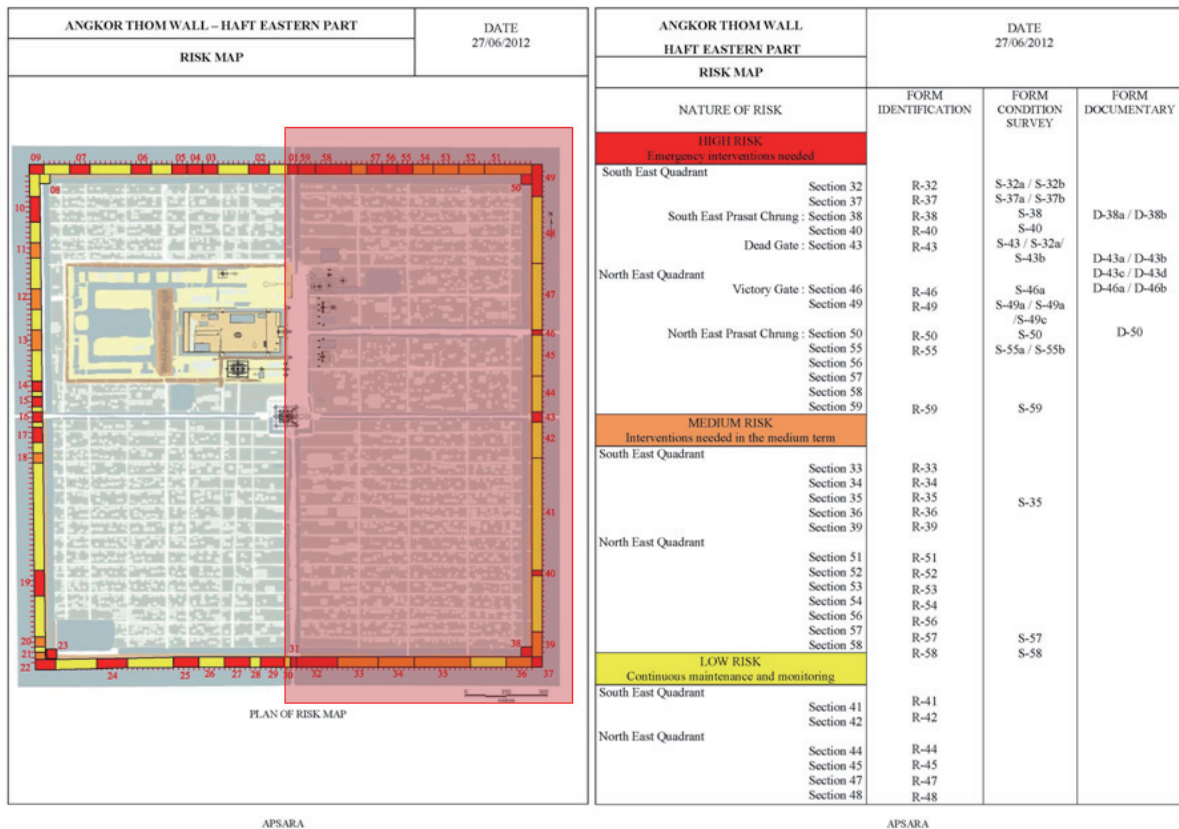 ANGKOR THOM WALL – HAFT EASTERN PART
RISK MAP
DATE
27/06/2012
09 07 06 05 04 03 02 01 59 58 57 56 55 54 53 52 51
08 50 49
10 48
11
12 47
13 46
45
14 44
15
16 43
17 42
18
41
19 40
20 39
21
22
23 31 38
24 25 26 27 28 29 30 32 33 34 35 36 37
PLAN OF RISK MAP
APSARA
ANGKOR THOM WALL
HAFT EASTERN PART
RISK MAP
DATE
27/06/2012
NATURE OF RISK
FORM
IDENTIFICATION
FORM
CONDITION
SURVEY
FORM
DOCUMENTARY
HIGH RISK
Emergency interventions needed
South East Quadrant
Section 32 R-32 S-32a / S-32b
Section 37 R-37 S-37a / S-37b
South East Prasat Chrung : Section 38 R-38 S-38 D-38a / D-38b
Section 40 R-40 S-40
Dead Gate : Section 43 R-43 S-43 / S-32a/
S-43b D-43a / D-43b
North East Quadrant D-43c / D-43d
Victory Gate : Section 46 R-46 S-46a D-46a / D-46b
Section 49 R-49 S-49a / S-49a
/S-49c
North East Prasat Chrung : Section 50 R-50 S-50 D-50
Section 55 R-55 S-55a / S-55b
Section 56
Section 57
Section 58
Section 59 R-59 S-59
MEDIUM RISK
Interventions needed in the medium term
South East Quadrant
Section 33 R-33
Section 34 R-34
Section 35 R-35 S-35
Section 36 R-36
Section 39 R-39
North East Quadrant
Section 51 R-51
Section 52 R-52
Section 53 R-53
Section 54 R-54
Section 56 R-56
Section 57 R-57 S-57
Section 58 R-58 S-58
LOW RISK
Continuous maintenance and monitoring
South East Quadrant
Section 41 R-41
Section 42 R-42
North East Quadrant
Section 44 R-44
Section 45 R-45
Section 47 R-47
Section 48 R-48
APSARA